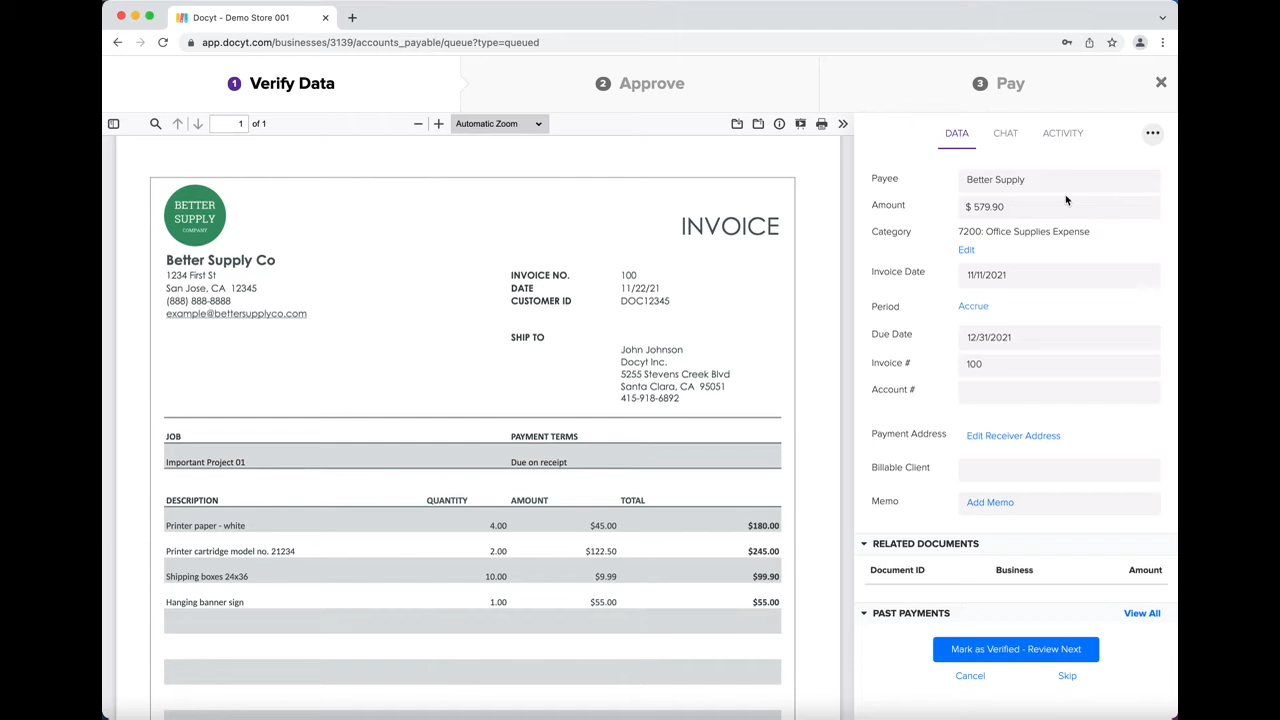 Docyt - Demo Store 001
app.docyt.com/businesses/3139/accounts_payable/queue?type=queued
1 Verify Data
2 Approve
3 Pay
1 of 1
Automatic Zoom
BETTER
SUPPLY
COMPANY
INVOICE
Better Supply Co
1234 First St
San Jose, CA 12345
(888) 888-8888
example@bettersupplyco.com
INVOICE NO. 100
DATE 11/22/21
CUSTOMER ID DOC12345
SHIP TO
John Johnson
Docyt Inc.
5255 Stevens Creek Blvd
Santa Clara, CA 95051
415-918-6892
JOB PAYMENT TERMS
Important Project 01 Due on receipt
DESCRIPTION QUANTITY AMOUNT TOTAL
Printer paper - white 4.00 $45.00 $180.00
Printer cartridge model no. 21234 2.00 $122.50 $245.00
Shipping boxes 24x36 10.00 $9.99 $99.90
Hanging banner sign 1.00 $55.00 $55.00
DATA CHAT ACTIVITY
Payee Better Supply
Amount $ 579.90
Category 7200: Office Supplies Expense
Edit
Invoice Date 11/11/2021
Period Accrue
Due Date 12/31/2021
Invoice # 100
Account #
Payment Address Edit Receiver Address
Billable Client
Memo Add Memo
RELATED DOCUMENTS
Document ID Business Amount
PAST PAYMENTS View All
Mark as Verified - Review Next
Cancel Skip